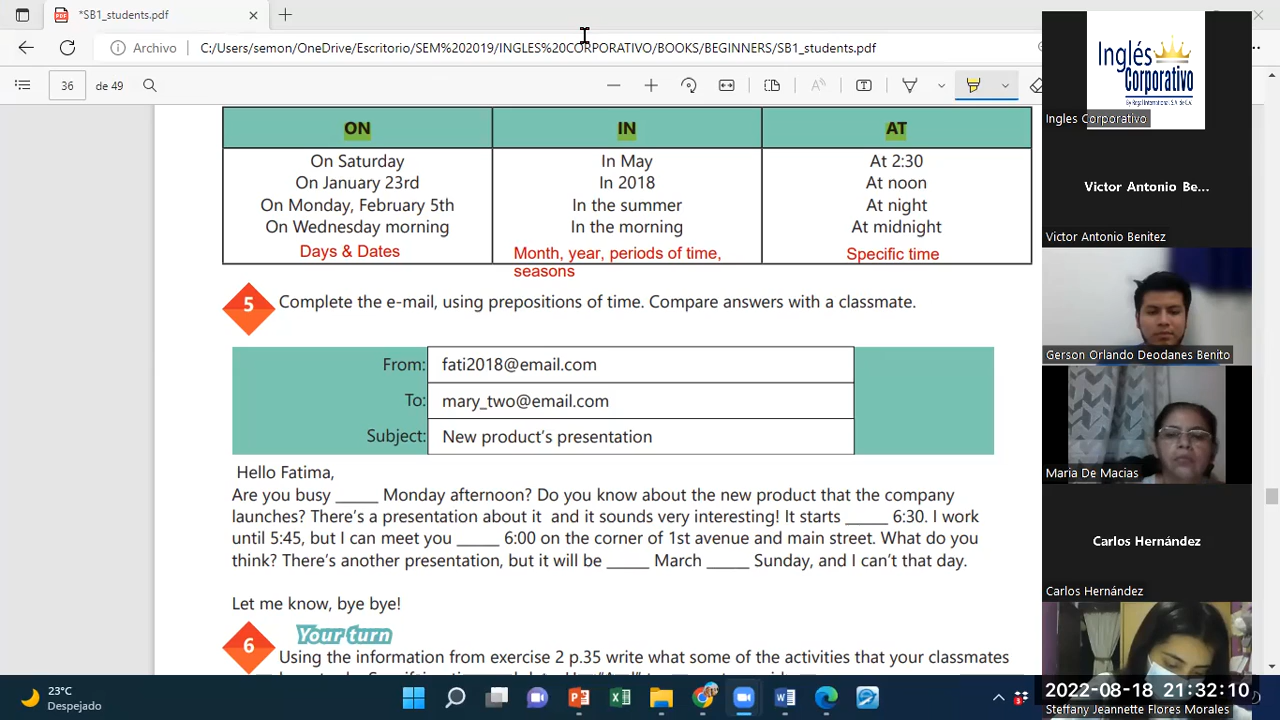 *SB1_students.pdf
Archivo
C:/Users/semon/OneDrive/Escritorio/SEM%202019/INGLES%20CORPORATIVO/BOOKS/BEGINNERS/SB1_students.pdf
36 de 49
ON IN AT
On Saturday In May At 2:30
On January 23rd In 2018 At noon
On Monday, February 5th In the summer At night
On Wednesday morning In the morning At midnight
Days & Dates Month, year, periods of time, Specific time
seasons
5 Complete the e-mail, using prepositions of time. Compare answers with a classmate.
From: fati2018@email.com
To: mary_two@email.com
Subject: New product's presentation
Hello Fatima,
Are you busy _____ Monday afternoon? Do you know about the new product that the company
launches? There's a presentation about it and it sounds very interesting! It starts _____ 6:30. I work
until 5:45, but I can meet you _____ 6:00 on the corner of 1st avenue and main street. What do you
think? There's another presentation, but it will be _____ March _____ Sunday, and I can't that day.
Let me know, bye bye!
6 Your turn
Using the information from exercise 2 p.35 write what some of the activities that your classmates
23°C
Despejado
Inglés
Corporativo
By Regal International, S.A. de C.V.
Ingles Corporativo
Victor Antonio Be...
Victor Antonio Benitez
Gerson Orlando Deodanes Benito
Maria De Macias
Carlos Hernández
Carlos Hernández
2022-08-18 21:32:10
Steffany Jeannette Flores Morales